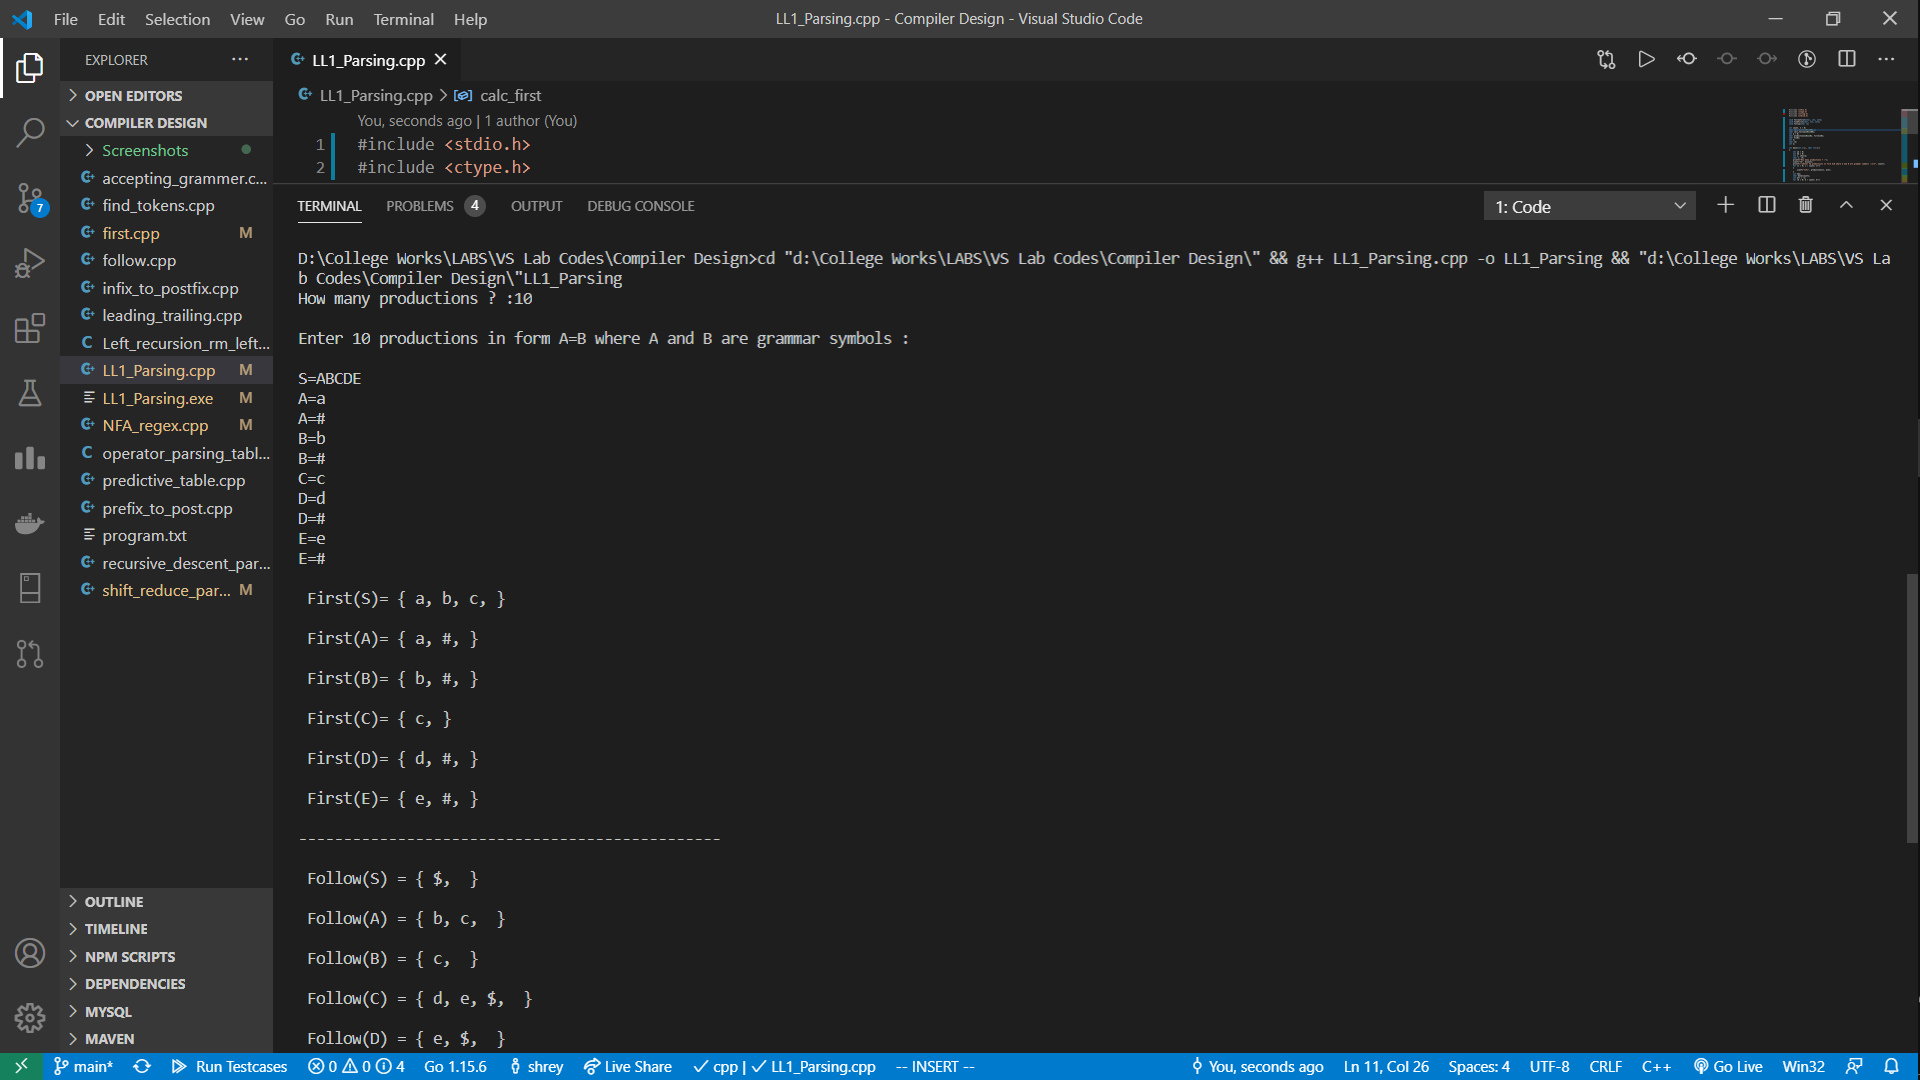 File Edit Selection View Go Run Terminal Help
LL1_Parsing.cpp - Compiler Design - Visual Studio Code
EXPLORER
OPEN EDITORS
COMPILER DESIGN
Screenshots
accepting_grammer.c...
find_tokens.cpp
first.cpp M
follow.cpp
infix_to_postfix.cpp
leading_trailing.cpp
Left_recursion_rm_left...
LL1_Parsing.cpp M
LL1_Parsing.exe M
NFA_regex.cpp M
operator_parsing_tabl...
predictive_table.cpp
prefix_to_post.cpp
program.txt
recursive_descent_par...
shift_reduce_par... M
OUTLINE
TIMELINE
NPM SCRIPTS
DEPENDENCIES
MYSQL
MAVEN
7
LL1_Parsing.cpp
LL1_Parsing.cpp > calc_first
You, seconds ago | 1 author (You)
1 #include <stdio.h>
2 #include <ctype.h>
TERMINAL PROBLEMS 4 OUTPUT DEBUG CONSOLE
1: Code
D:\College Works\LABS\VS Lab Codes\Compiler Design>cd "d:\College Works\LABS\VS Lab Codes\Compiler Design\" && g++ LL1_Parsing.cpp -o LL1_Parsing && "d:\College Works\LABS\VS La
b Codes\Compiler Design\"LL1_Parsing
How many productions ? :10
Enter 10 productions in form A=B where A and B are grammar symbols :
S=ABCDE
A=a
A=#
B=b
B=#
C=c
D=d
D=#
E=e
E=#
First(S)= { a, b, c, }
First(A)= { a, #, }
First(B)= { b, #, }
First(C)= { c, }
First(D)= { d, #, }
First(E)= { e, #, }
-----------------------------------------------
Follow(S) = { $,  }
Follow(A) = { b, c,  }
Follow(B) = { c,  }
Follow(C) = { d, e, $,  }
Follow(D) = { e, $,  }
main* Run Testcases 0 0 4 Go 1.15.6 shrey Live Share cpp | LL1_Parsing.cpp -- INSERT -- You, seconds ago Ln 11, Col 26 Spaces: 4 UTF-8 CRLF C++ Go Live Win32